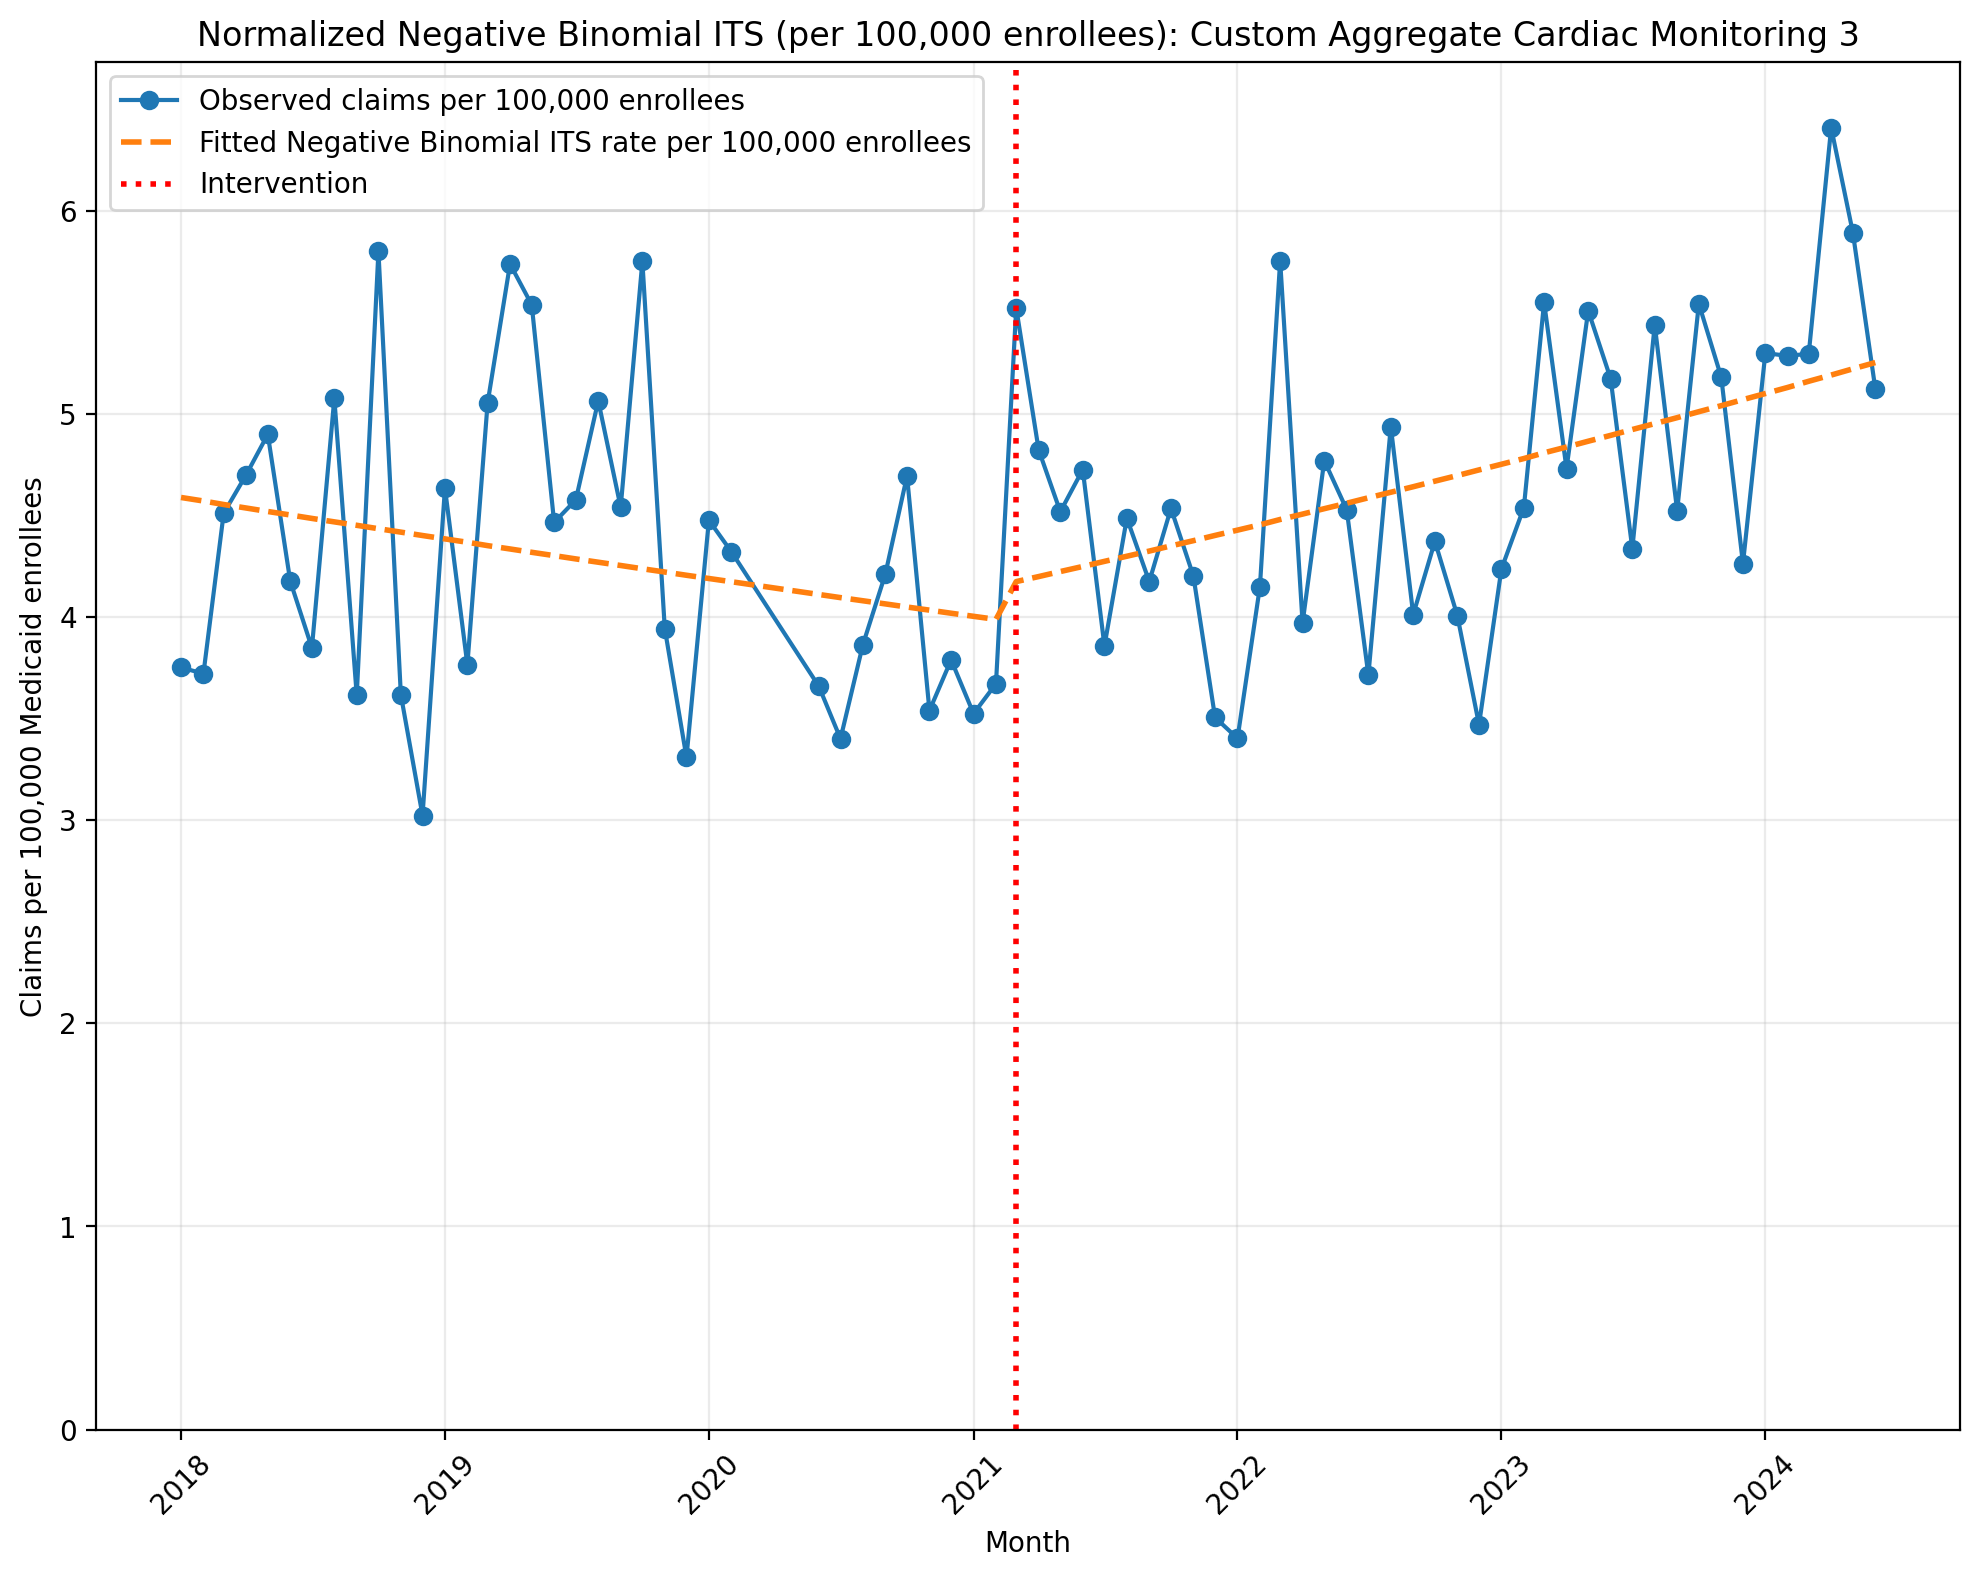 Normalized Negative Binomial ITS (per 100,000 enrollees): Custom Aggregate Cardiac Monitoring 3
Observed claims per 100,000 enrollees
Fitted Negative Binomial ITS rate per 100,000 enrollees
Intervention
Claims per 100,000 Medicaid enrollees
6
5
4
3
2
1
0
2018
2019
2020
2021
2022
2023
2024
Month